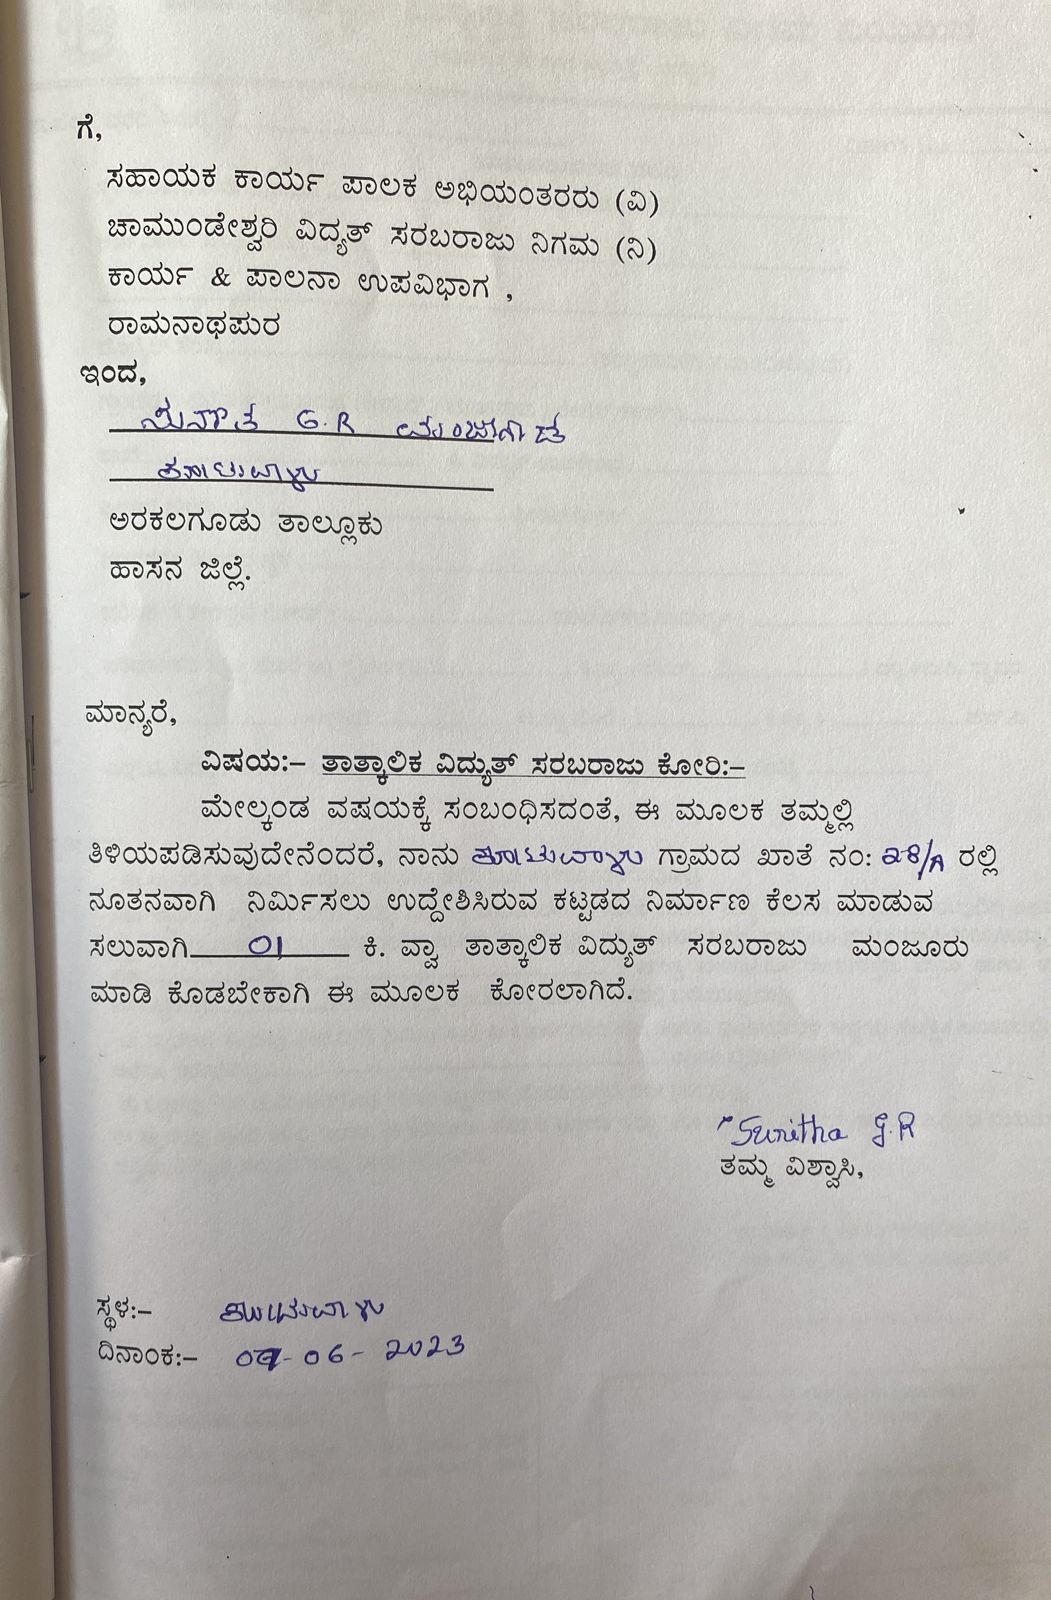 ಗೆ,
ಸಹಾಯಕ ಕಾರ್ಯ ಪಾಲಕ ಅಭಿಯಂತರರು (ವಿ)
ಚಾಮುಂಡೇಶ್ವರಿ ವಿದ್ಯತ್ ಸರಬರಾಜು ನಿಗಮ (ನಿ)
ಕಾರ್ಯ & ಪಾಲನಾ ಉಪವಿಭಾಗ ,
ರಾಮನಾಥಪುರ
ಇಂದ,
ಸುನೀತ G.R
ಅರಕಲಗೂಡು ತಾಲ್ಲೂಕು
ಹಾಸನ ಜಿಲ್ಲೆ.
ಮಾನ್ಯರೆ,
ವಿಷಯ:– ತಾತ್ಕಾಲಿಕ ವಿದ್ಯುತ್ ಸರಬರಾಜು ಕೋರಿ:–
ಮೇಲ್ಕಂಡ ವಷಯಕ್ಕೆ ಸಂಬಂಧಿಸದಂತೆ, ಈ ಮೂಲಕ ತಮ್ಮಲ್ಲಿ
ತಿಳಿಯಪಡಿಸುವುದೇನೆಂದರೆ, ನಾನು ಗ್ರಾಮದ ಖಾತೆ ನಂ: ರಲ್ಲಿ
ನೂತನವಾಗಿ ನಿರ್ಮಿಸಲು ಉದ್ದೇಶಿಸಿರುವ ಕಟ್ಟಡದ ನಿರ್ಮಾಣ ಕೆಲಸ ಮಾಡುವ
ಸಲುವಾಗಿ 01 ಕಿ. ವ್ವಾ ತಾತ್ಕಾಲಿಕ ವಿದ್ಯುತ್ ಸರಬರಾಜು ಮಂಜೂರು
ಮಾಡಿ ಕೊಡಬೇಕಾಗಿ ಈ ಮೂಲಕ ಕೋರಲಾಗಿದೆ.
Sunitha G.R
ತಮ್ಮ ವಿಶ್ವಾಸಿ,
ಸ್ಥಳ:–
ದಿನಾಂಕ:– 07-06-2023